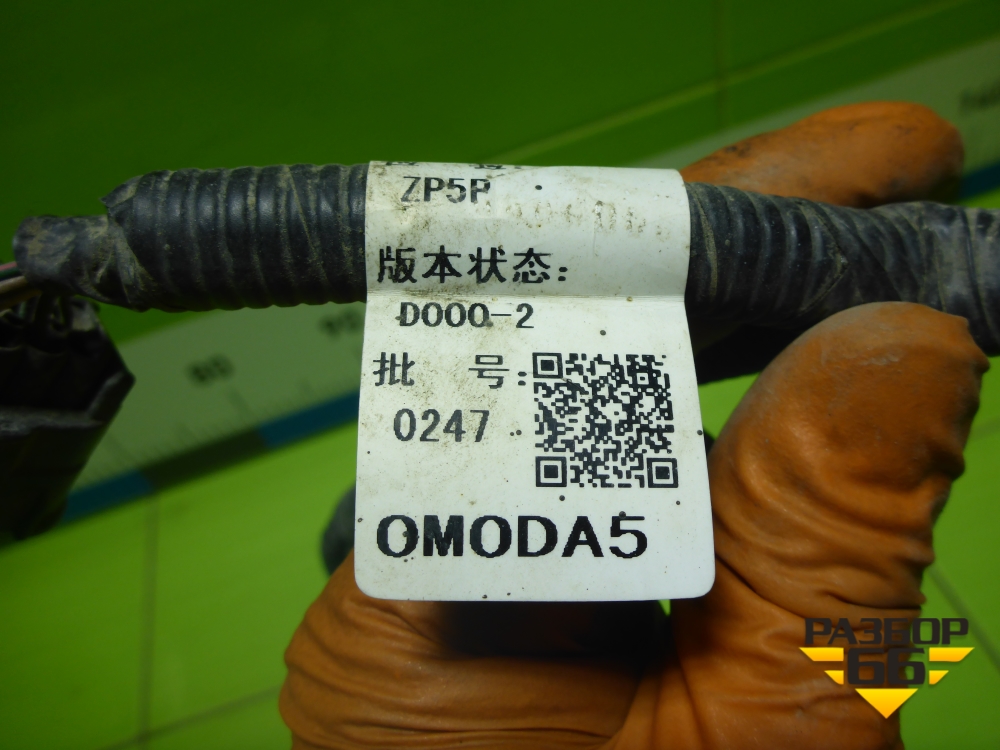 ZP5P
版本状态:
D000-2
批 号:
0247
OMODA5
РАЗБОР
66